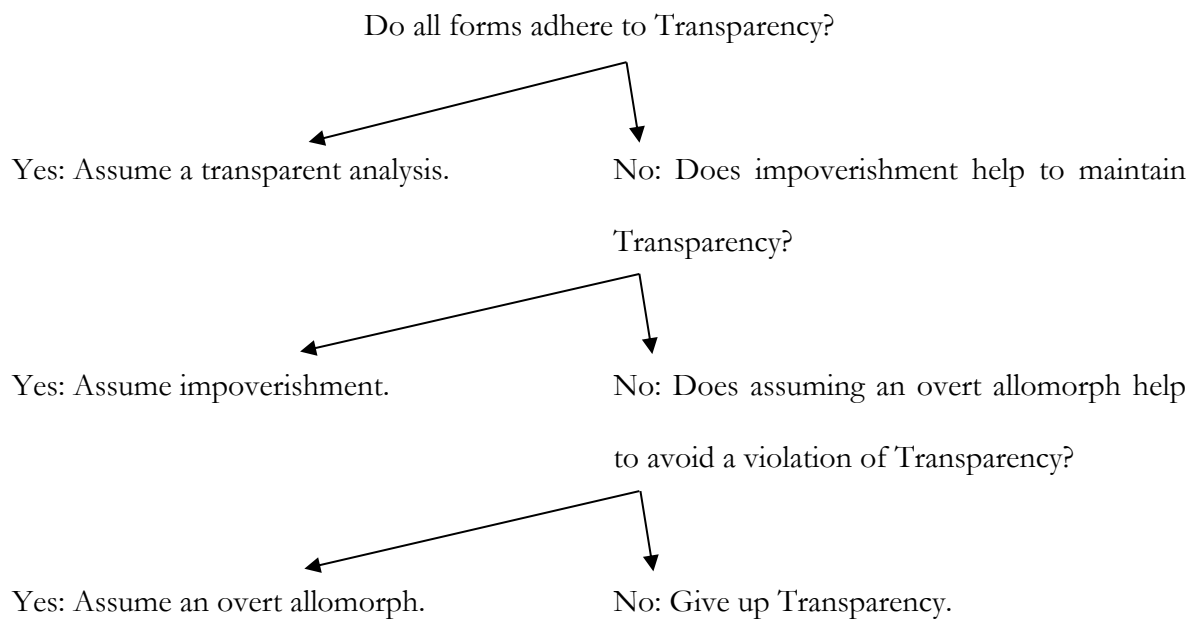 Do all forms adhere to Transparency?
Yes: Assume a transparent analysis.
No: Does impoverishment help to maintain
Transparency?
Yes: Assume impoverishment.
No: Does assuming an overt allomorph help
to avoid a violation of Transparency?
Yes: Assume an overt allomorph.
No: Give up Transparency.